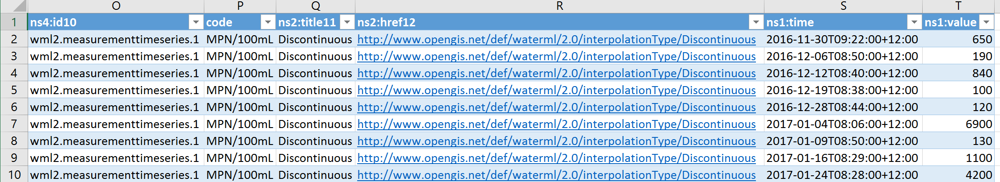 O P Q R S T
1 ns4:id10 code ns2:title11 ns2:href12 ns1:time ns1:value
2 wml2.measurementtimeseries.1 MPN/100mL Discontinuous http://www.opengis.net/def/waterml/2.0/interpolationType/Discontinuous 2016-11-30T09:22:00+12:00 650
3 wml2.measurementtimeseries.1 MPN/100mL Discontinuous http://www.opengis.net/def/waterml/2.0/interpolationType/Discontinuous 2016-12-06T08:50:00+12:00 190
4 wml2.measurementtimeseries.1 MPN/100mL Discontinuous http://www.opengis.net/def/waterml/2.0/interpolationType/Discontinuous 2016-12-12T08:40:00+12:00 840
5 wml2.measurementtimeseries.1 MPN/100mL Discontinuous http://www.opengis.net/def/waterml/2.0/interpolationType/Discontinuous 2016-12-19T08:38:00+12:00 100
6 wml2.measurementtimeseries.1 MPN/100mL Discontinuous http://www.opengis.net/def/waterml/2.0/interpolationType/Discontinuous 2016-12-28T08:44:00+12:00 120
7 wml2.measurementtimeseries.1 MPN/100mL Discontinuous http://www.opengis.net/def/waterml/2.0/interpolationType/Discontinuous 2017-01-04T08:06:00+12:00 6900
8 wml2.measurementtimeseries.1 MPN/100mL Discontinuous http://www.opengis.net/def/waterml/2.0/interpolationType/Discontinuous 2017-01-09T08:50:00+12:00 130
9 wml2.measurementtimeseries.1 MPN/100mL Discontinuous http://www.opengis.net/def/waterml/2.0/interpolationType/Discontinuous 2017-01-16T08:29:00+12:00 1100
10 wml2.measurementtimeseries.1 MPN/100mL Discontinuous http://www.opengis.net/def/waterml/2.0/interpolationType/Discontinuous 2017-01-24T08:28:00+12:00 4200